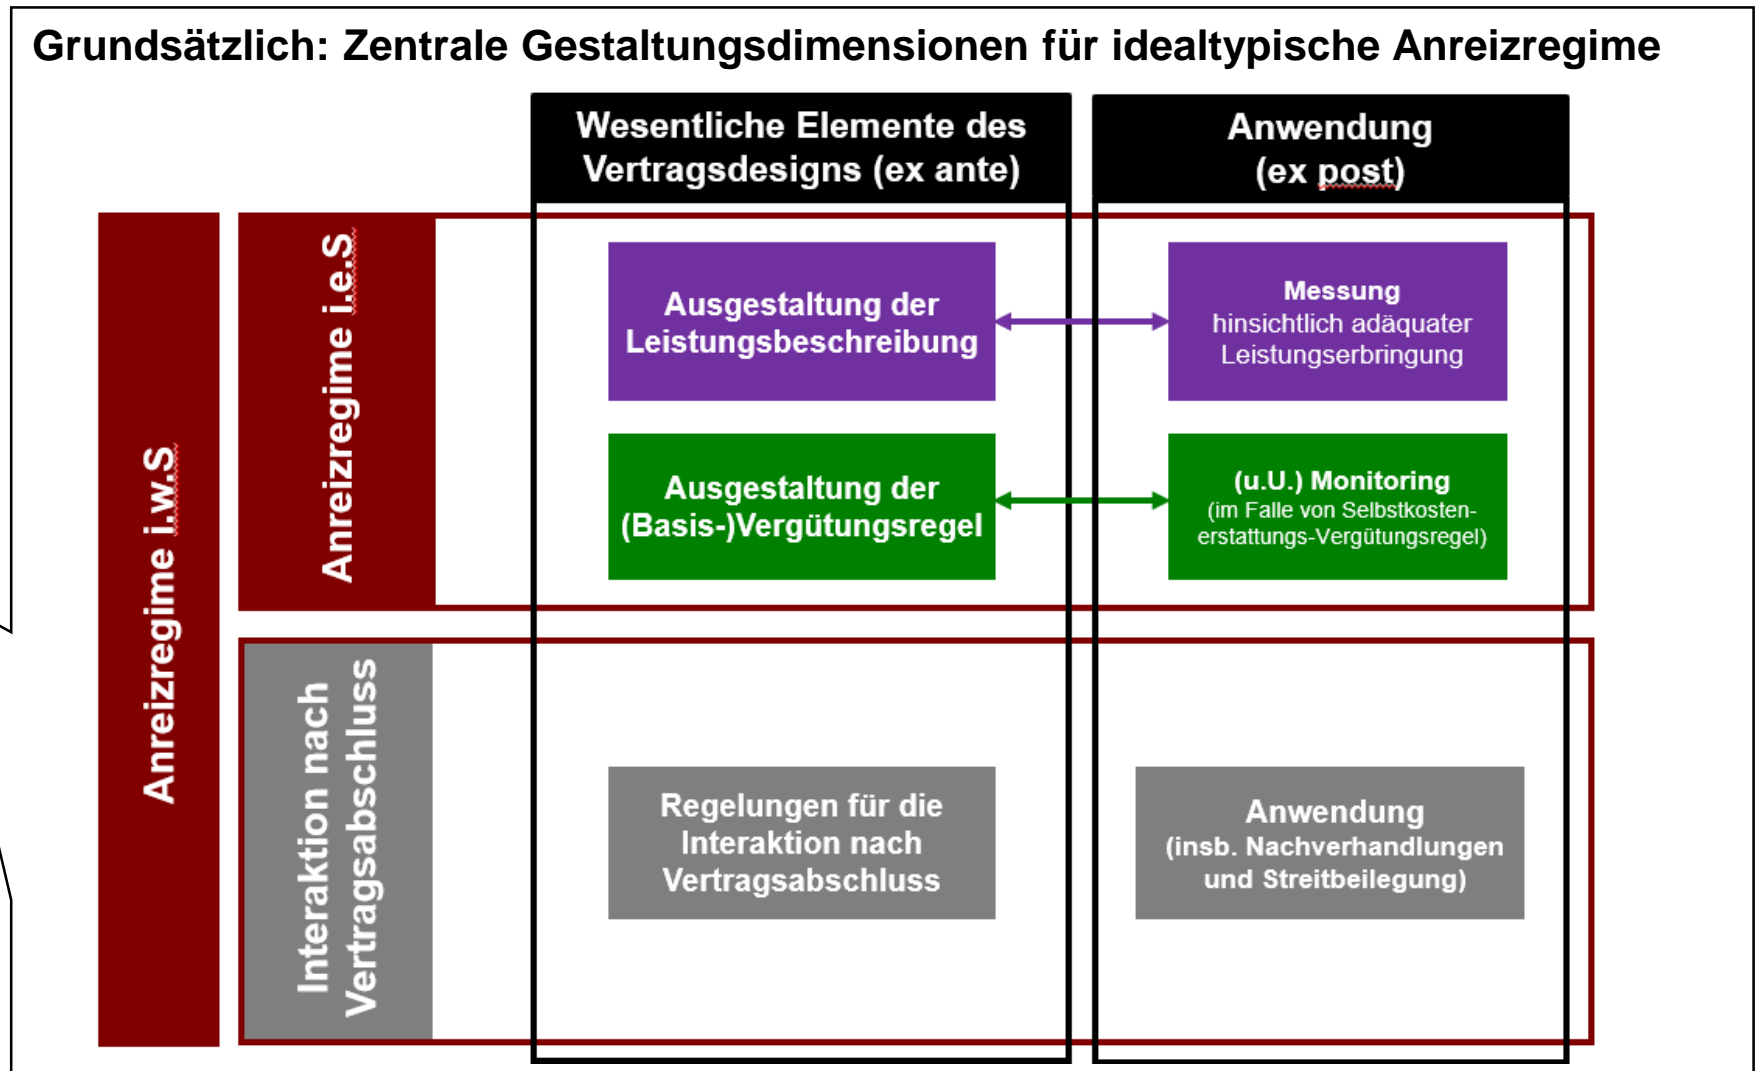 Grundsätzlich: Zentrale Gestaltungsdimensionen für idealtypische Anreizregime
Wesentliche Elemente des
Vertragsdesigns (ex ante)
Anwendung
(ex post)
Anreizregime i.w.S
Anreizregime i.e.S
Ausgestaltung der
Leistungsbeschreibung
Messung
hinsichtlich adäquater
Leistungserbringung
Ausgestaltung der
(Basis-)Vergütungsregel
(u.U.) Monitoring
(im Falle von Selbstkosten-
erstattungs-Vergütungsregel)
Interaktion nach
Vertragsabschluss
Regelungen für die
Interaktion nach
Vertragsabschluss
Anwendung
(insb. Nachverhandlungen
und Streitbeilegung)